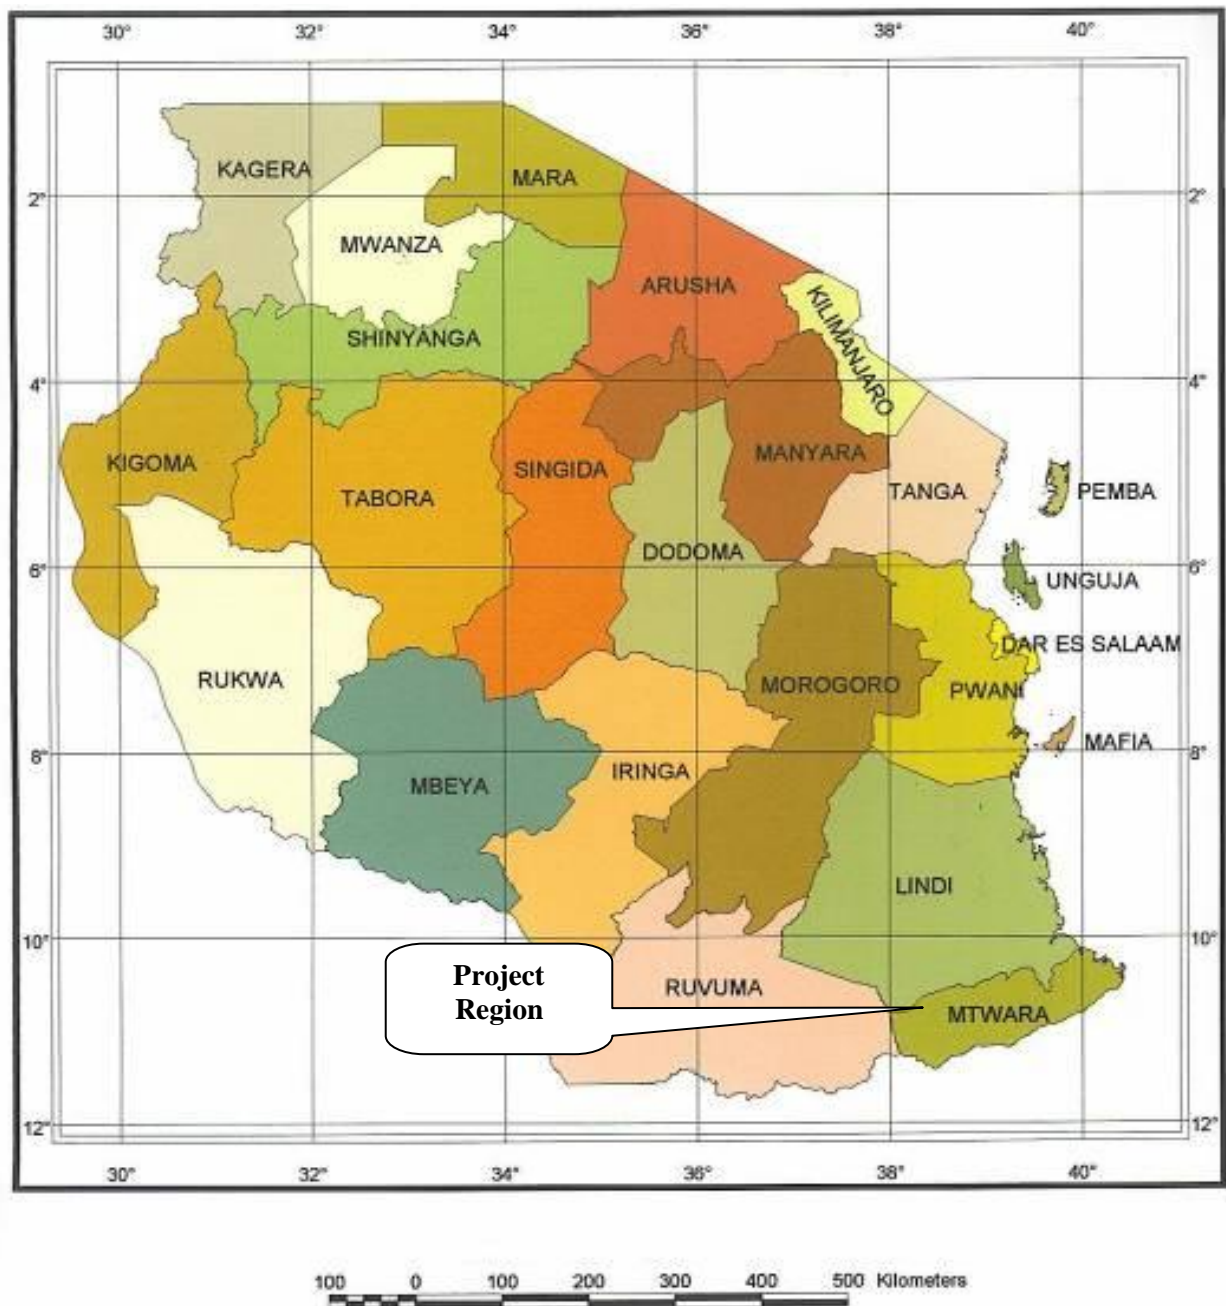 30° 32° 34° 36° 38° 40°
KAGERA
MARA
2° 2°
MWANZA
ARUSHA
KILIMANJARO
SHINYANGA
4° 4°
KIGOMA
TABORA
SINGIDA
MANYARA
TANGA
PEMBA
DODOMA
6° 6°
UNGUJA
DAR ES SALAAM
RUKWA
MOROGORO
PWANI
MAFIA
8° 8°
MBEYA
IRINGA
LINDI
10° 10°
Project
Region
RUVUMA
MTWARA
12° 12°
30° 32° 34° 36° 38° 40°
100 0 100 200 300 400 500 Kilometers